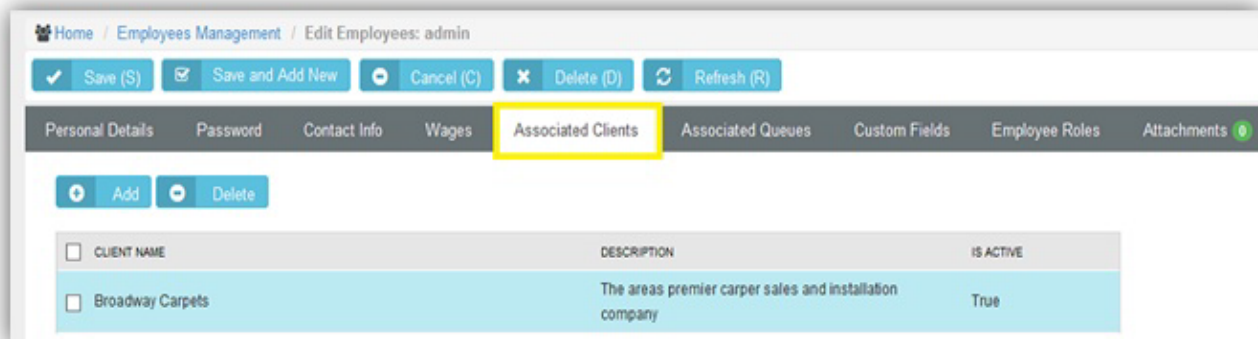 Home / Employees Management / Edit Employees: admin
Save (S) Save and Add New Cancel (C) Delete (D) Refresh (R)
Personal Details Password Contact Info Wages Associated Clients Associated Queues Custom Fields Employee Roles Attachments 0
Add Delete
CLIENT NAME DESCRIPTION IS ACTIVE
Broadway Carpets The areas premier carper sales and installation company True